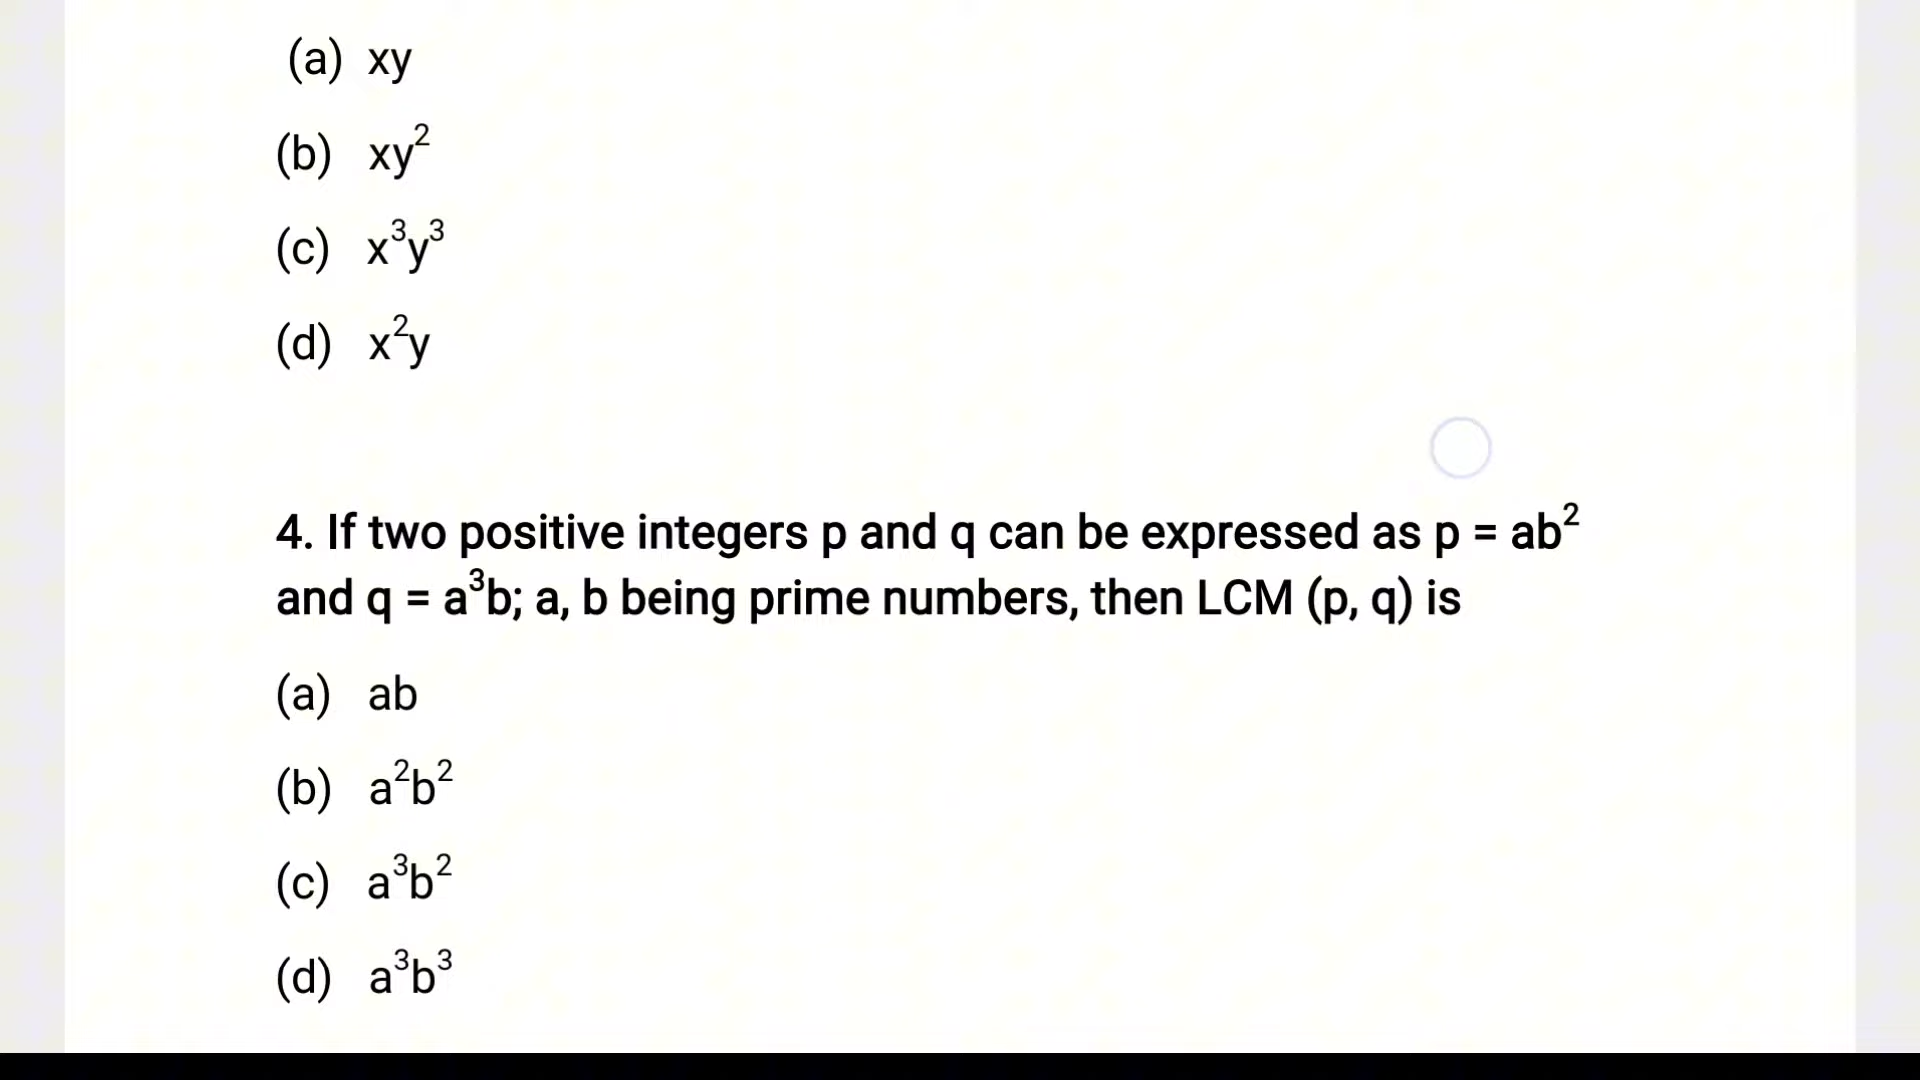 (a) xy
(b) xy²
(c) x³y³
(d) x²y
4. If two positive integers p and q can be expressed as p = ab²
and q = a³b; a, b being prime numbers, then LCM (p, q) is
(a) ab
(b) a²b²
(c) a³b²
(d) a³b³